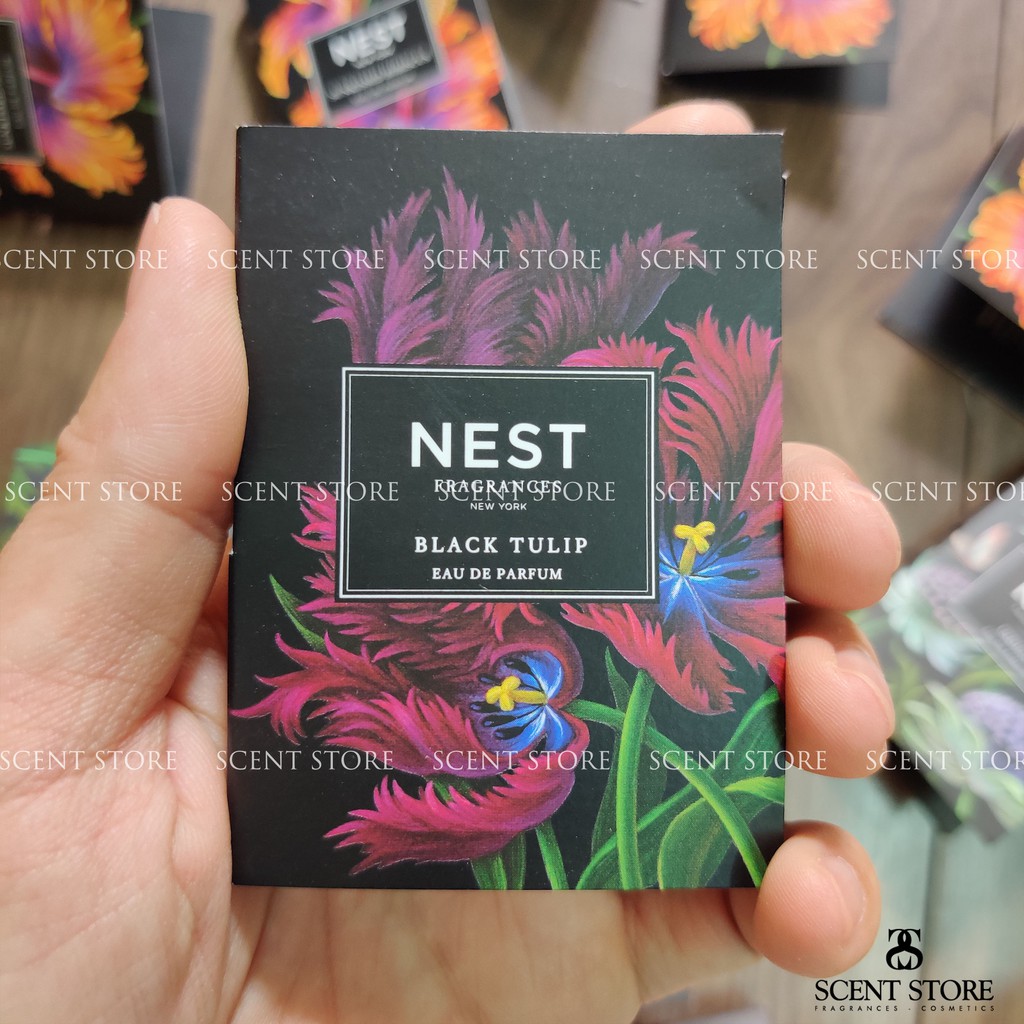 NEST
SCENT STORE SCENT STORE SCENT STORE SCENT STORE SCENT STORE
NEST
FRAGRANCES
SCENT STORE SCENT STORE SCENT STORE SCENT STORE SCENT STORE
NEW YORK
BLACK TULIP
EAU DE PARFUM
SCENT STORE SCENT STORE SCENT STORE SCENT STORE SCENT STORE
SCENT STORE
FRAGRANCES - COSMETICS